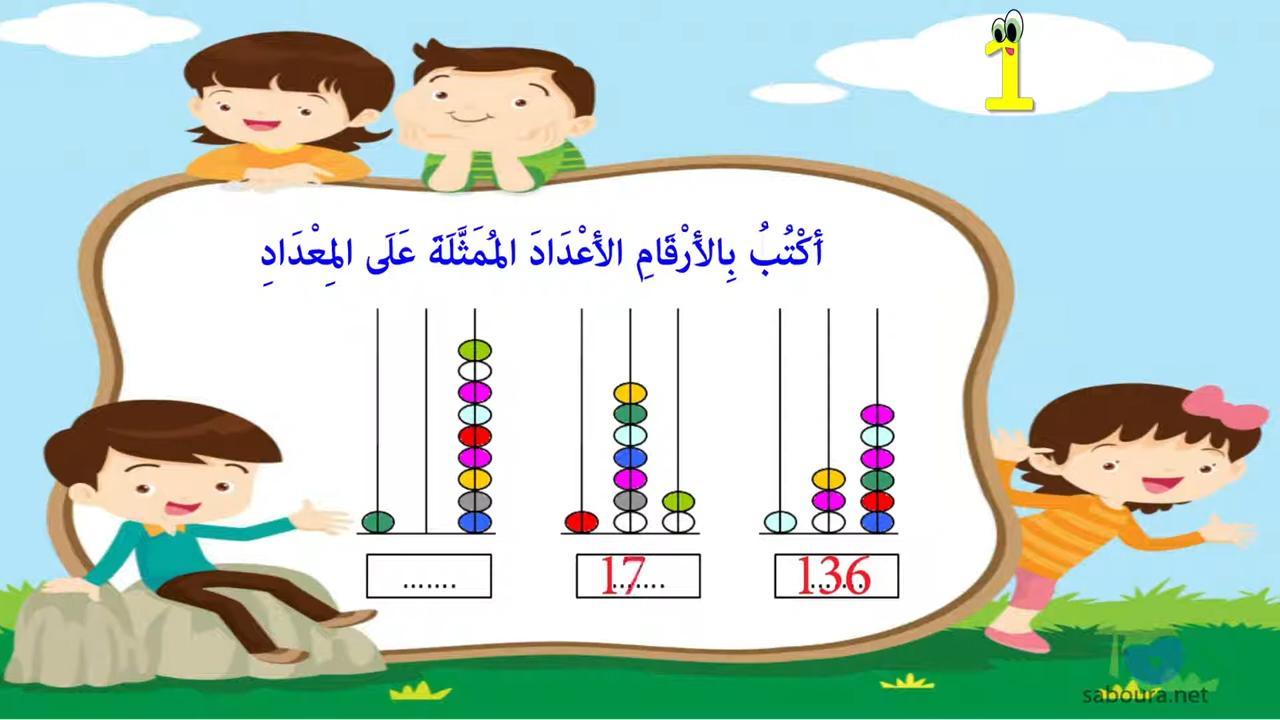 1
أَكْتُبُ بِالأَرْقَامِ الأَعْدَادَ المُمَثَّلَةَ عَلَى المِعْدَادِ
....... 17....... 136.......
saboura.net